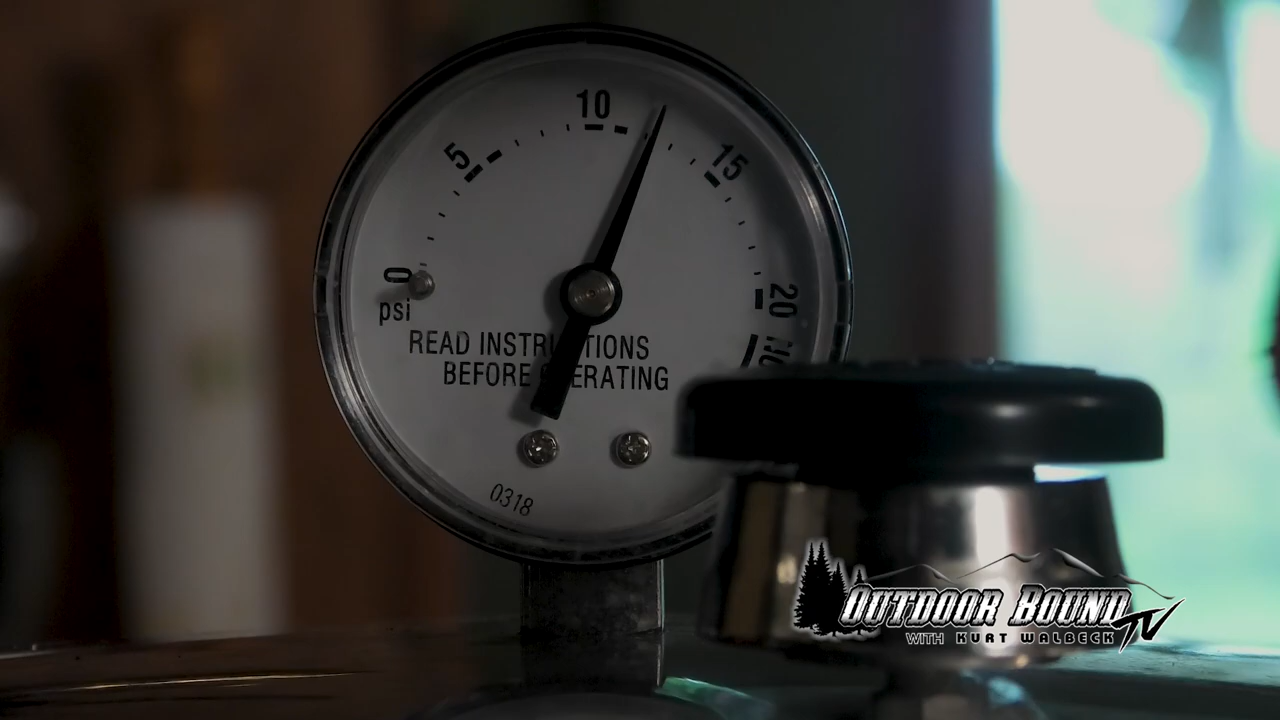 10
5
15
0
20
psi
READ INSTRUCTIONS
BEFORE OPERATING
0318
OUTDOOR BOUND TV
WITH KURT WALBECK